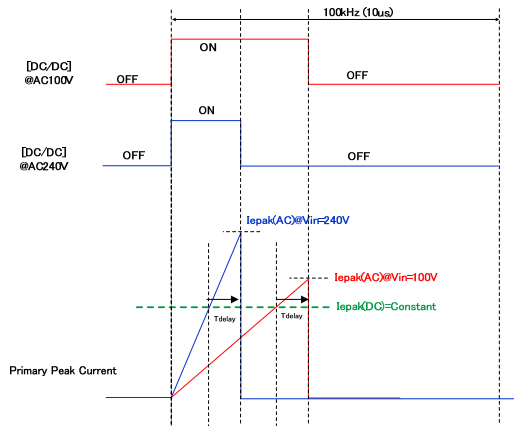 100kHz (10us)
[DC/DC]
@AC100V
OFF
ON
OFF
[DC/DC]
@AC240V
OFF
ON
OFF
Iepak(AC)@Vin=240V
Iepak(AC)@Vin=100V
Iepak(DC)=Constant
Tdelay
Tdelay
Primary Peak Current